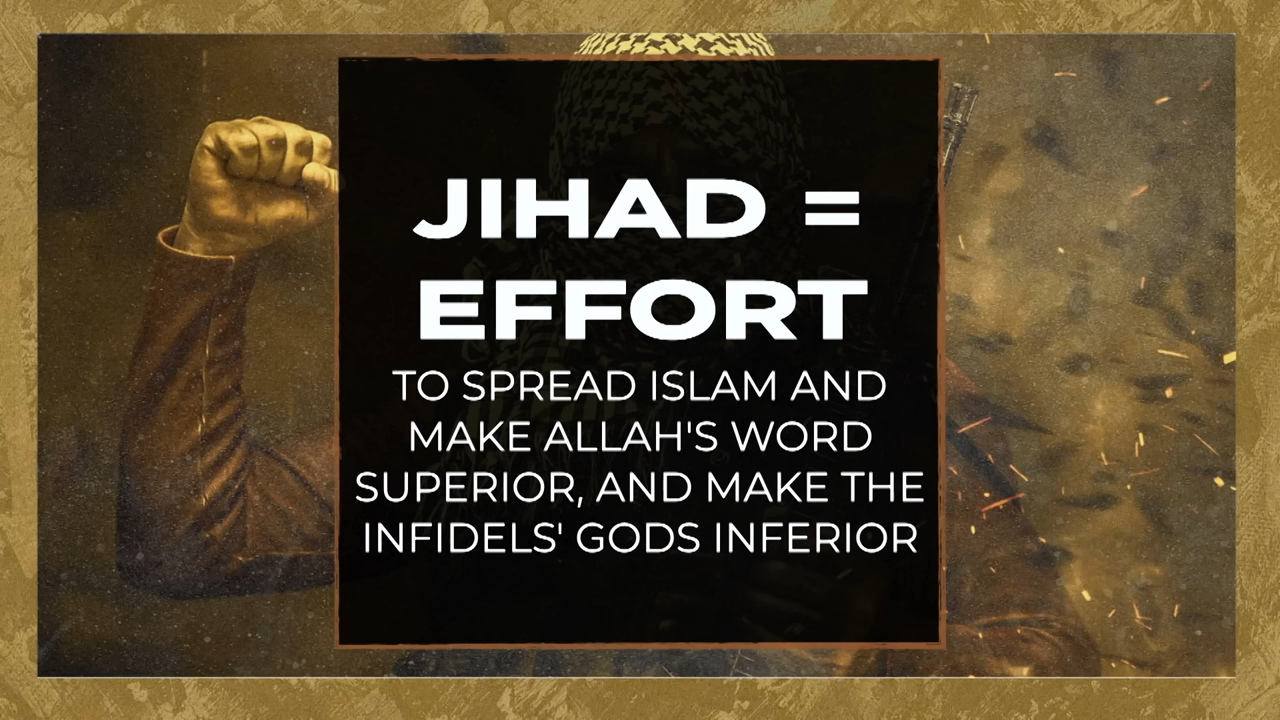 JIHAD =
EFFORT
TO SPREAD ISLAM AND
MAKE ALLAH'S WORD
SUPERIOR, AND MAKE THE
INFIDELS' GODS INFERIOR